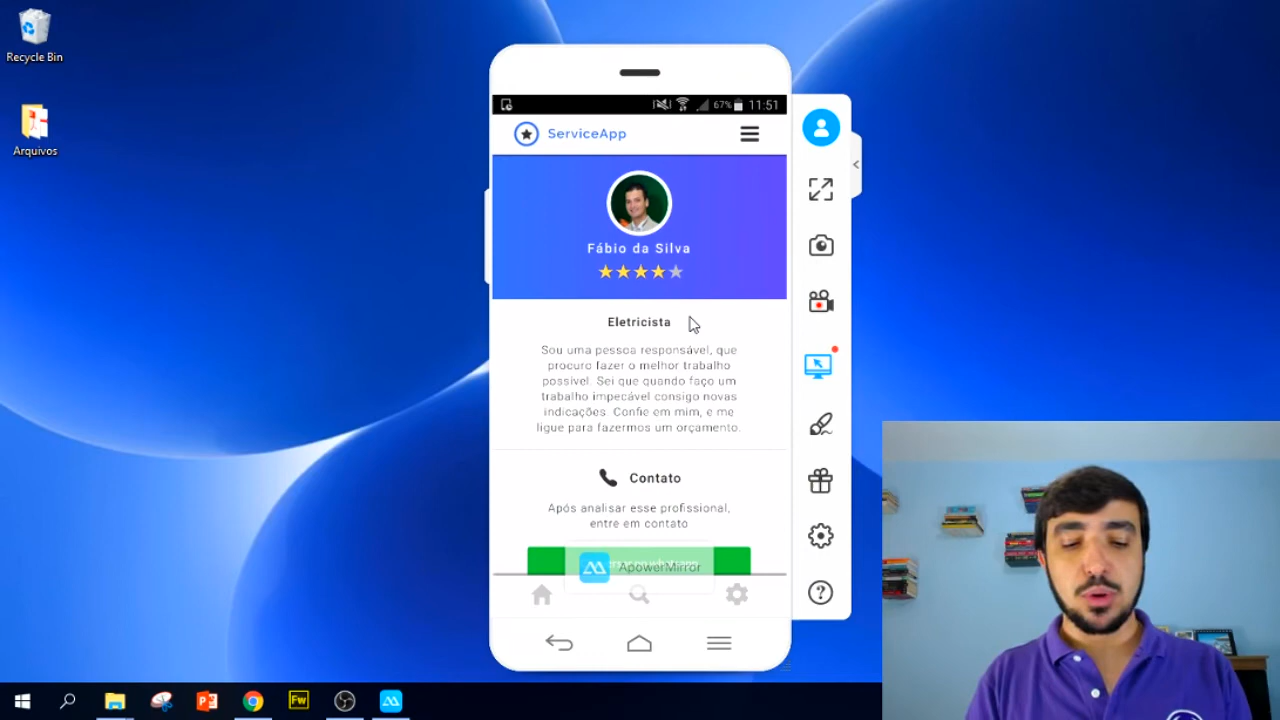 Recycle Bin
Arquivos
67% 11:51
ServiceApp
Fábio da Silva
Eletricista
Sou uma pessoa responsável, que
procuro fazer o melhor trabalho
possível. Sei que quando faço um
trabalho impecável consigo novas
indicações. Confie em mim, e me
ligue para fazermos um orçamento.
Contato
Após analisar esse profissional,
entre em contato
ApowerMirror
Fw